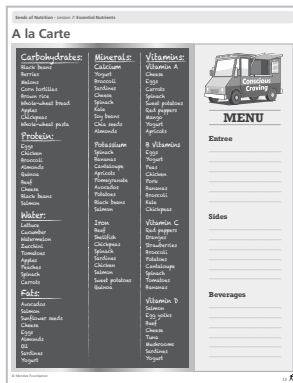 Seeds of Nutrition - Lesson 7: Essential Nutrients
A la Carte
Carbohydrates:
Black beans
Berries
Melons
Corn tortillas
Brown rice
Whole-wheat bread
Apples
Chickpeas
Whole-wheat pasta
Protein:
Eggs
Chicken
Broccoli
Almonds
Quinoa
Beef
Cheese
Black beans
Salmon
Water:
Lettuce
Cucumber
Watermelon
Zucchini
Tomatoes
Apples
Peaches
Spinach
Carrots
Fats:
Avocados
Salmon
Sunflower seeds
Cheese
Eggs
Almonds
Oil
Sardines
Yogurt
Minerals:
Calcium
Yogurt
Broccoli
Sardines
Cheese
Spinach
Kale
Soy beans
Chia seeds
Almonds
Potassium
Spinach
Bananas
Cantaloupe
Apricots
Pomegranate
Avocados
Potatoes
Black beans
Salmon
Iron
Beef
Shellfish
Chickpeas
Spinach
Sardines
Chicken
Salmon
Sweet potatoes
Quinoa
Vitamins:
Vitamin A
Cheese
Eggs
Carrots
Spinach
Sweet potatoes
Red peppers
Mango
Yogurt
Apricots
B Vitamins
Eggs
Yogurt
Peas
Chicken
Pork
Bananas
Broccoli
Kale
Chickpeas
Vitamin C
Red peppers
Oranges
Strawberries
Broccoli
Potatoes
Cantaloupe
Spinach
Tomatoes
Bananas
Vitamin D
Salmon
Egg yolks
Beef
Cheese
Tuna
Mushrooms
Sardines
Yogurt
Conscious
Craving
MENU
Entree
Sides
Beverages